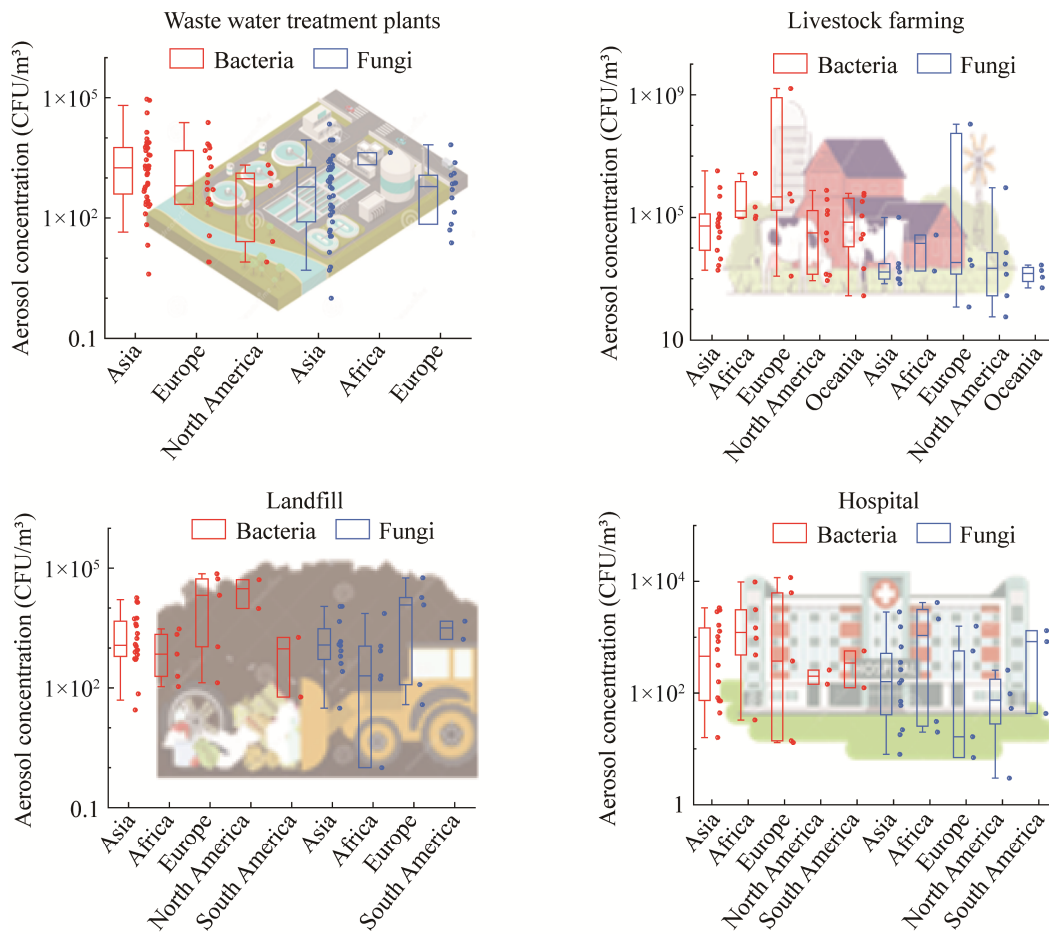 Waste water treatment plants
Bacteria
Fungi
Aerosol concentration (CFU/m³)
1×10⁵
1×10²
0.1
Asia
Europe
North America
Asia
Africa
Europe
Livestock farming
Bacteria
Fungi
Aerosol concentration (CFU/m³)
1×10⁹
1×10⁵
10
Asia
Africa
Europe
North America
Oceania
Asia
Africa
Europe
North America
Oceania
Landfill
Bacteria
Fungi
Aerosol concentration (CFU/m³)
1×10⁵
1×10²
0.1
Asia
Africa
Europe
North America
South America
Asia
Africa
Europe
South America
Hospital
Bacteria
Fungi
Aerosol concentration (CFU/m³)
1×10⁴
1×10²
1
Asia
Africa
Europe
North America
South America
Asia
Africa
Europe
North America
South America